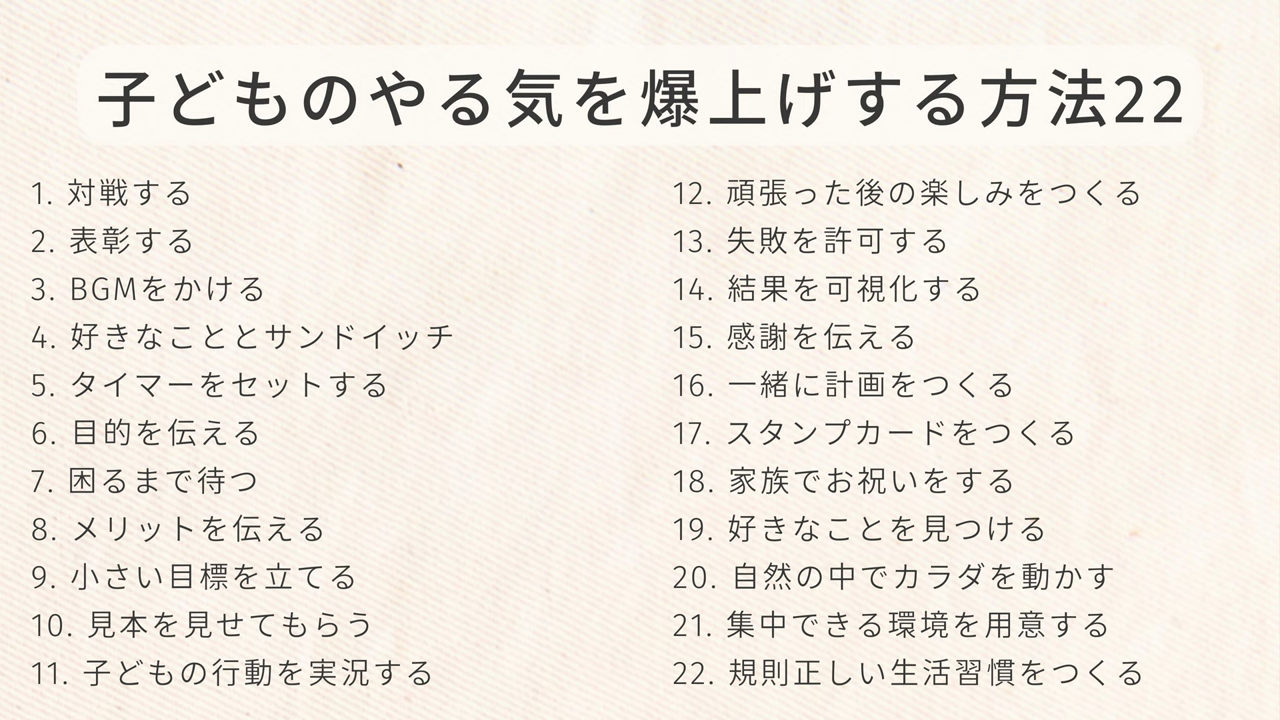 子どものやる気を爆上げする方法22
1. 対戦する
2. 表彰する
3. BGMをかける
4. 好きなこととサンドイッチ
5. タイマーをセットする
6. 目的を伝える
7. 困るまで待つ
8. メリットを伝える
9. 小さい目標を立てる
10. 見本を見せてもらう
11. 子どもの行動を実況する
12. 頑張った後の楽しみをつくる
13. 失敗を許可する
14. 結果を可視化する
15. 感謝を伝える
16. 一緒に計画をつくる
17. スタンプカードをつくる
18. 家族でお祝いをする
19. 好きなことを見つける
20. 自然の中でカラダを動かす
21. 集中できる環境を用意する
22. 規則正しい生活習慣をつくる